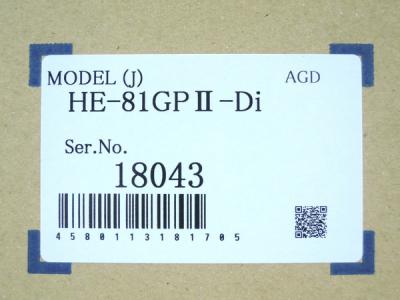 MODEL (J) AGD
HE-81GPⅡ-Di
Ser.No.
18043
4580113181705